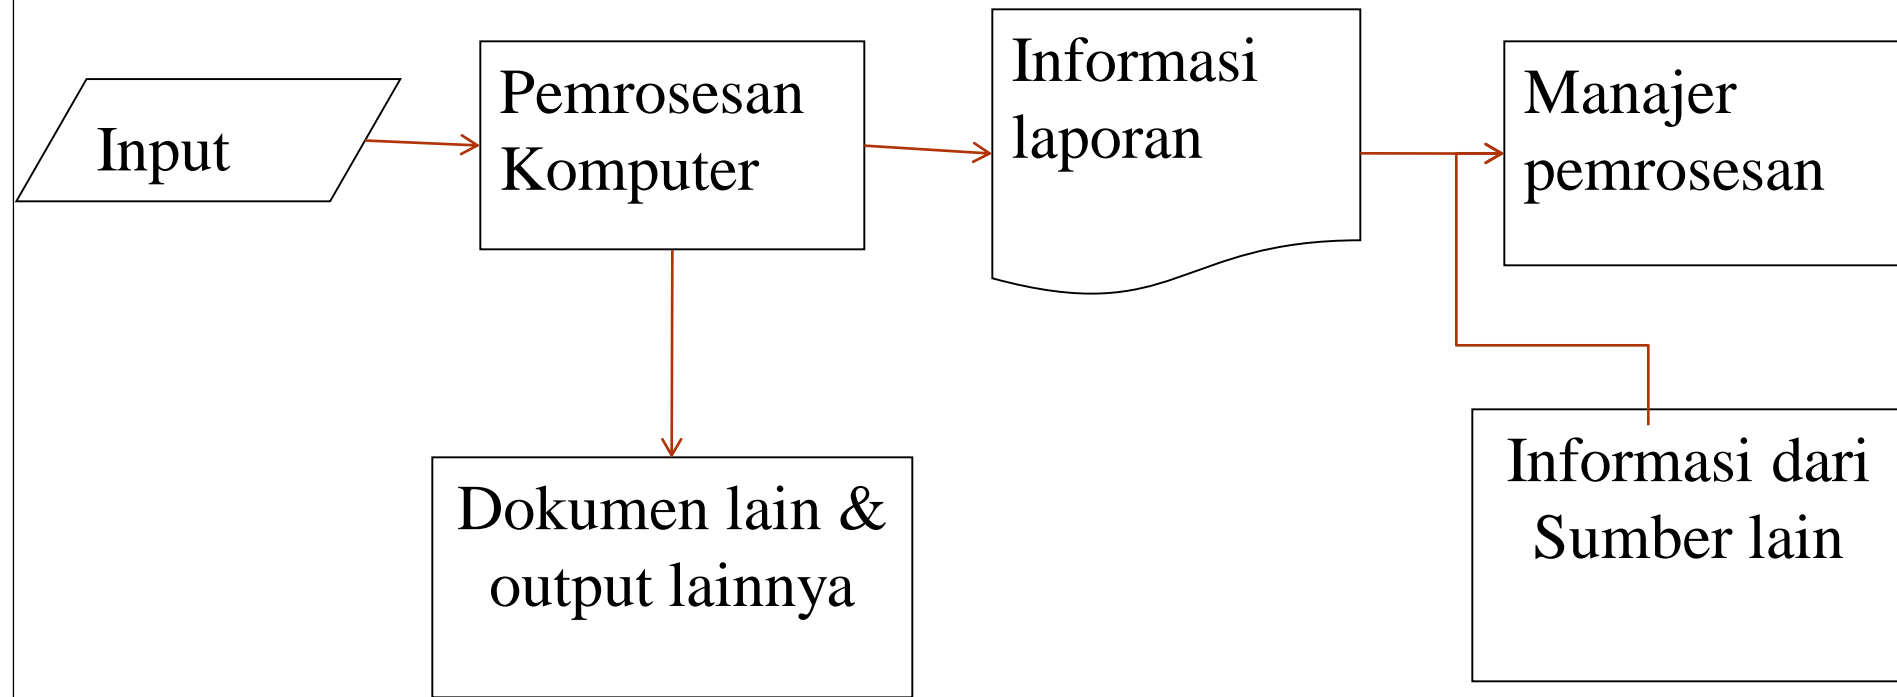 Input
Pemrosesan
Komputer
Informasi
laporan
Manajer
pemrosesan
Dokumen lain &
output lainnya
Informasi dari
Sumber lain